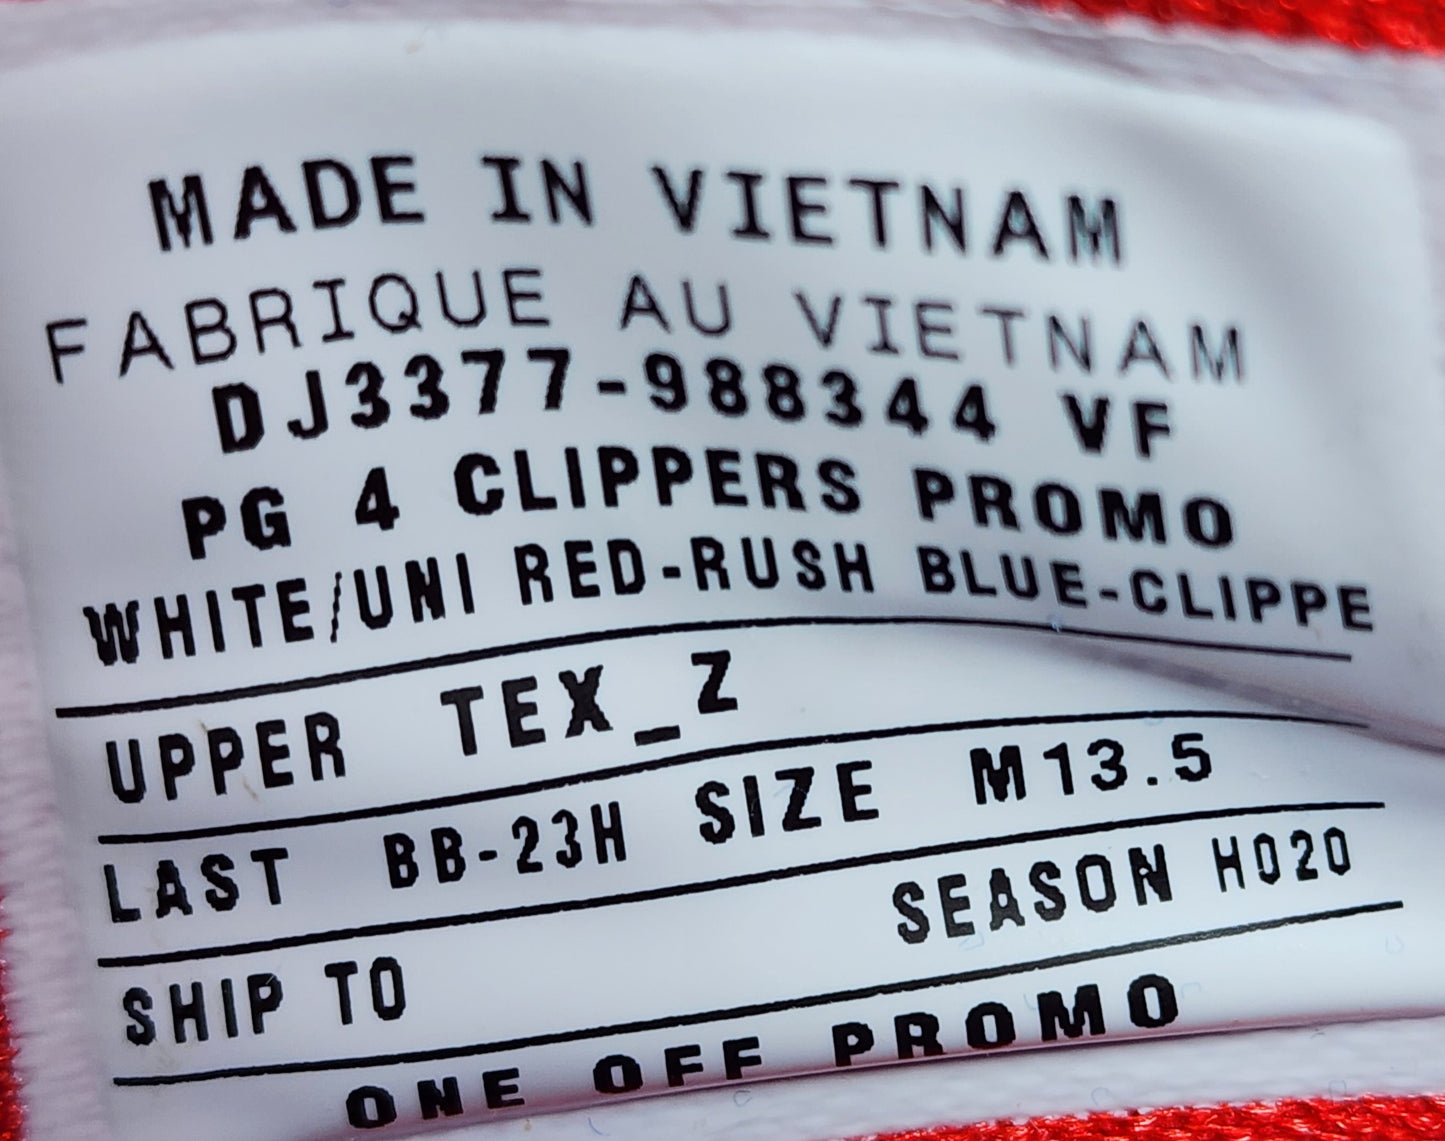 MADE IN VIETNAM
FABRIQUE AU VIETNAM
DJ3377-988344 VF
PG 4 CLIPPERS PROMO
WHITE/UNI RED-RUSH BLUE-CLIPPE
UPPER TEX_Z
LAST BB-23H SIZE M13.5
SEASON HO20
SHIP TO
ONE OFF PROMO